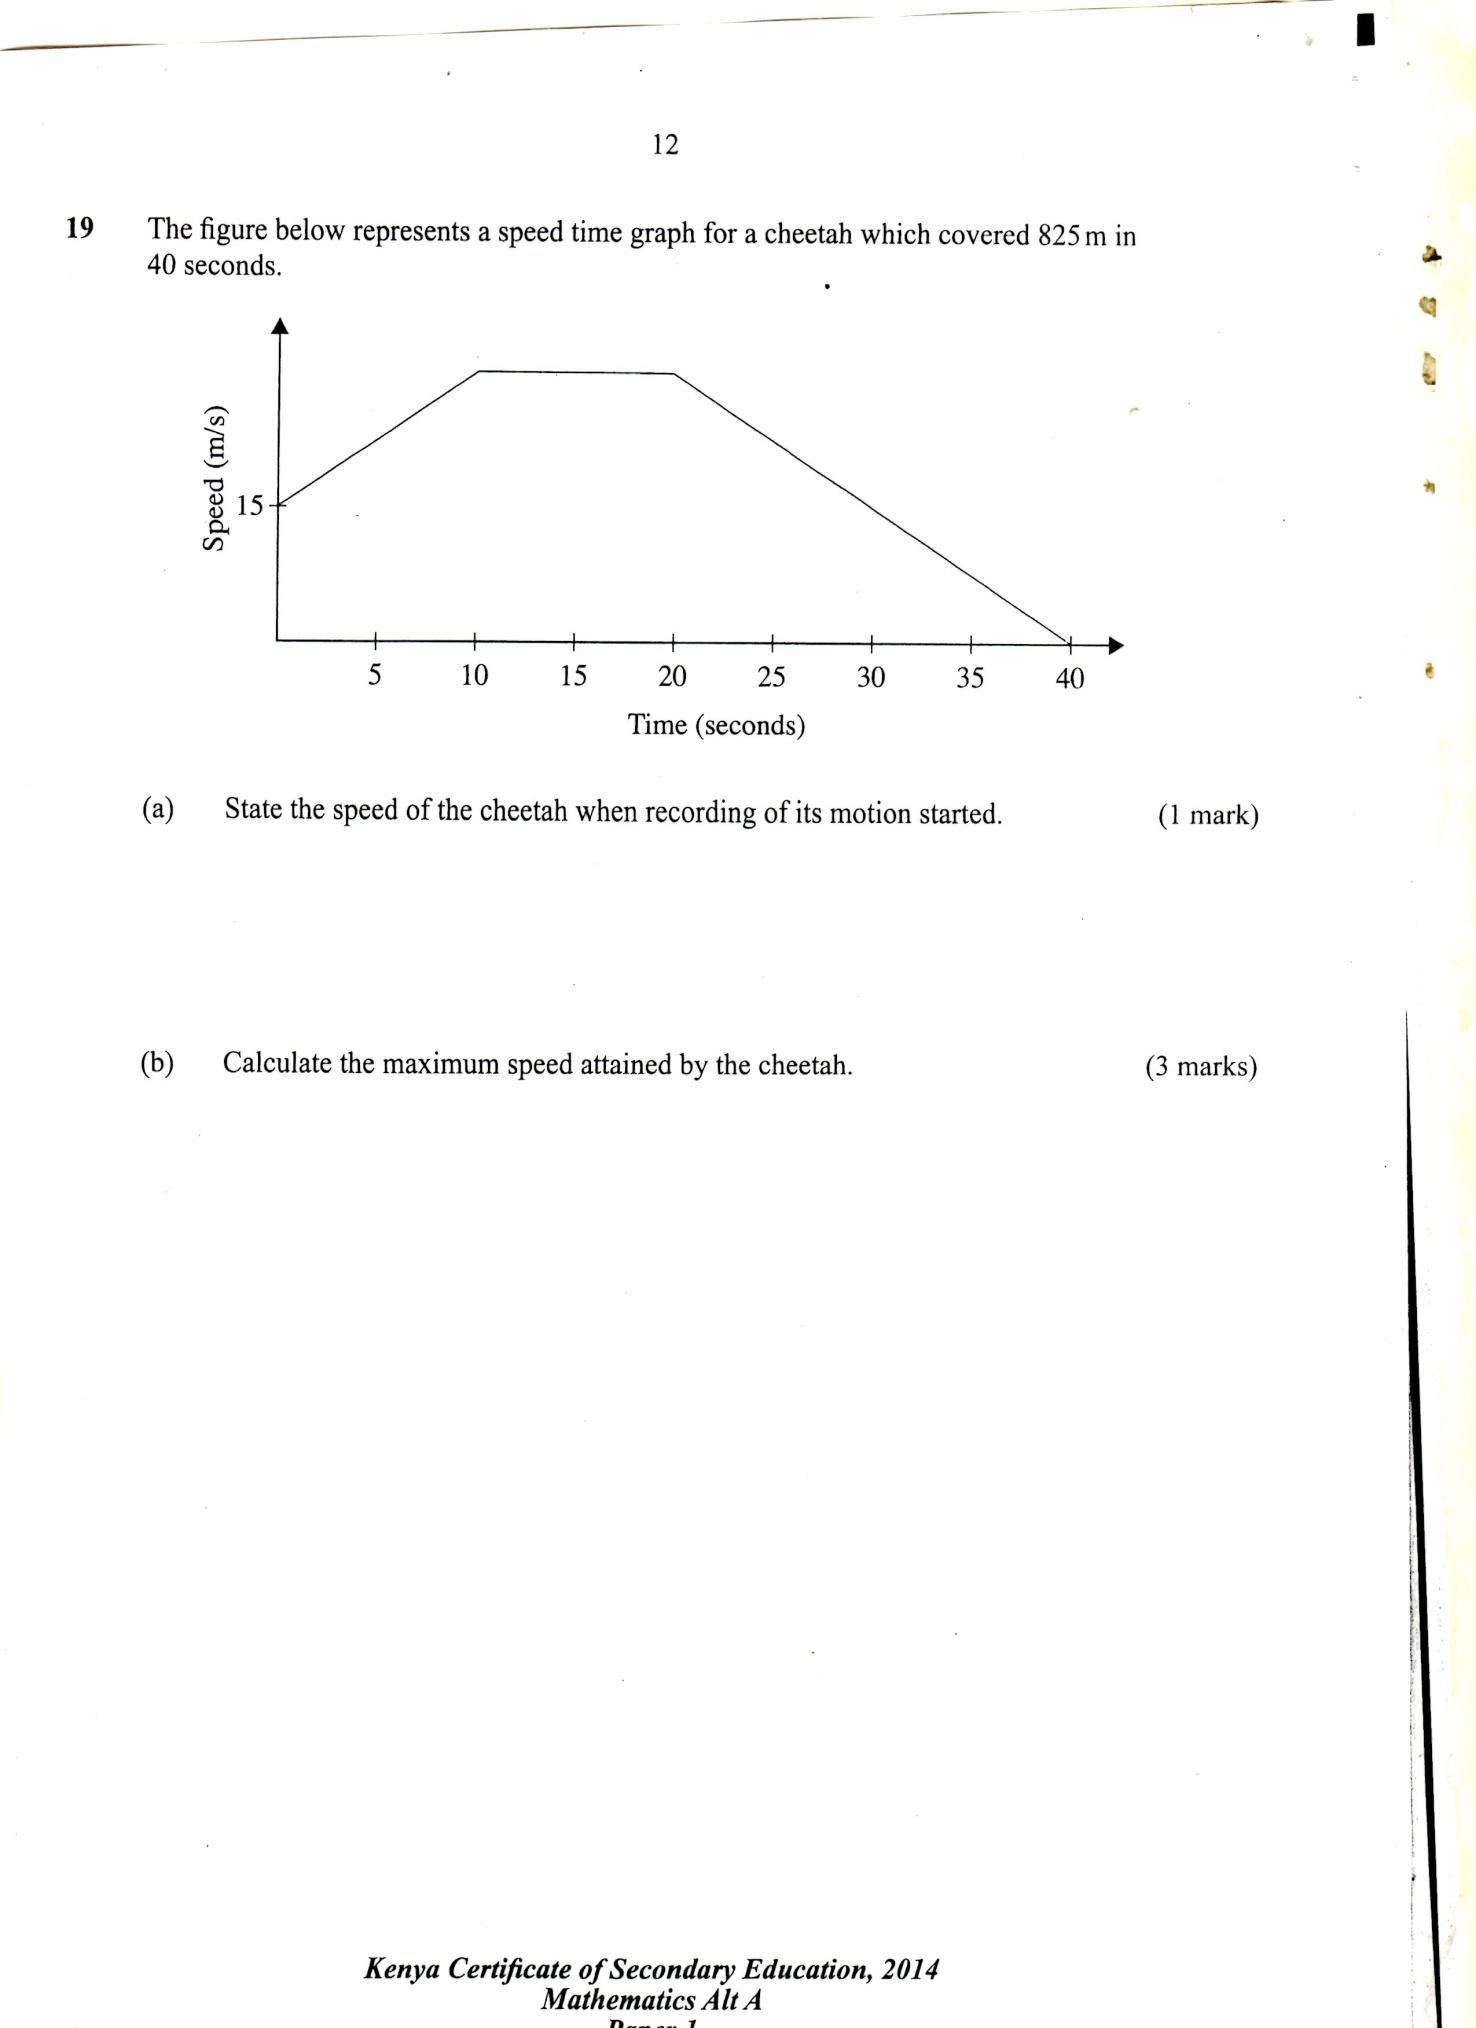 12
19 The figure below represents a speed time graph for a cheetah which covered 825 m in
40 seconds.
Speed (m/s)
15
5 10 15 20 25 30 35 40
Time (seconds)
(a) State the speed of the cheetah when recording of its motion started. (1 mark)
(b) Calculate the maximum speed attained by the cheetah. (3 marks)
Kenya Certificate of Secondary Education, 2014
Mathematics Alt A
Paper 1